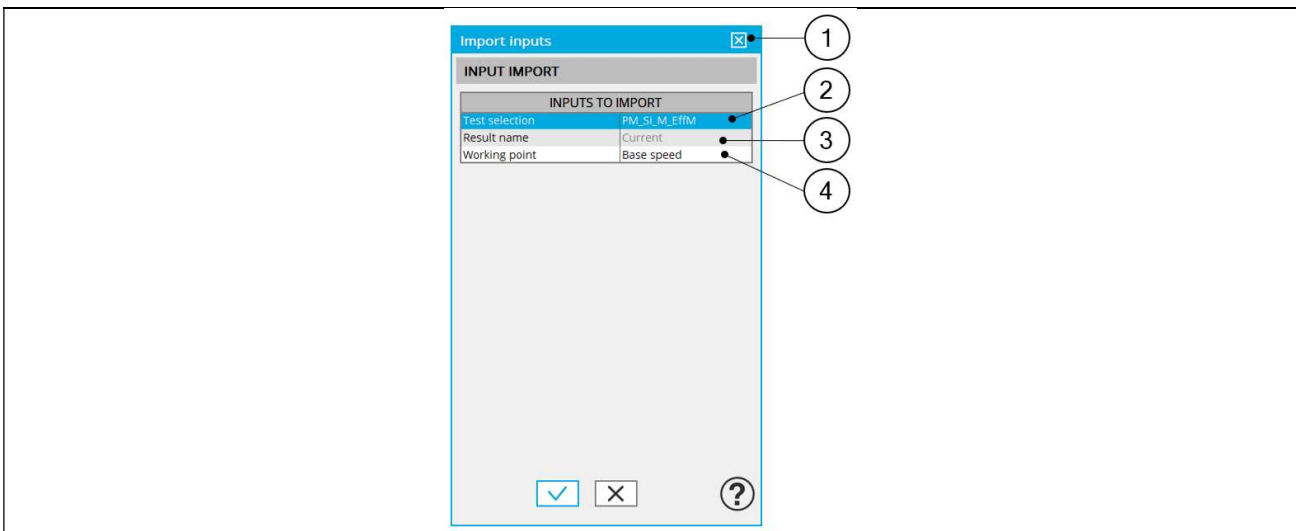 Import inputs
1
INPUT IMPORT
INPUTS TO IMPORT
2
Test selection PM_SI_M_EffM
Result name Current
3
Working point Base speed
4
?